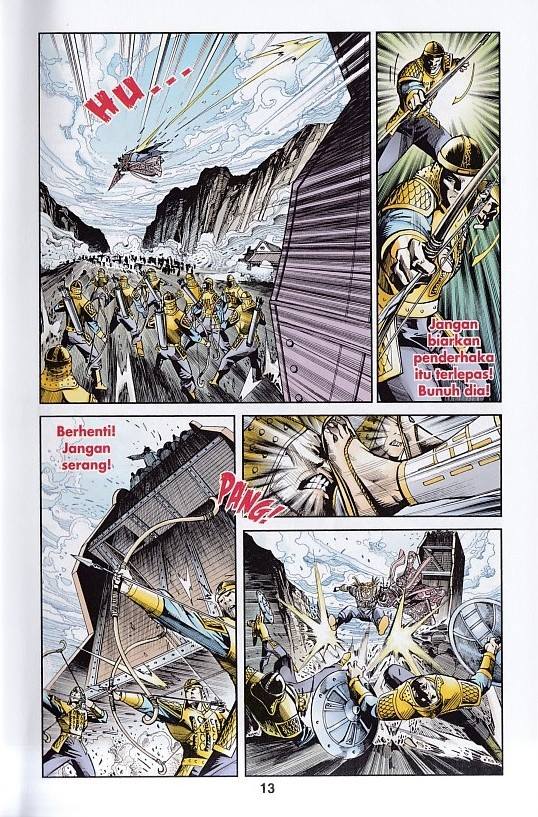 HU...
Jangan
biarkan
penderhaka
itu terlepas!
Bunuh dia!
Berhenti!
Jangan
serang!
PANG!
13